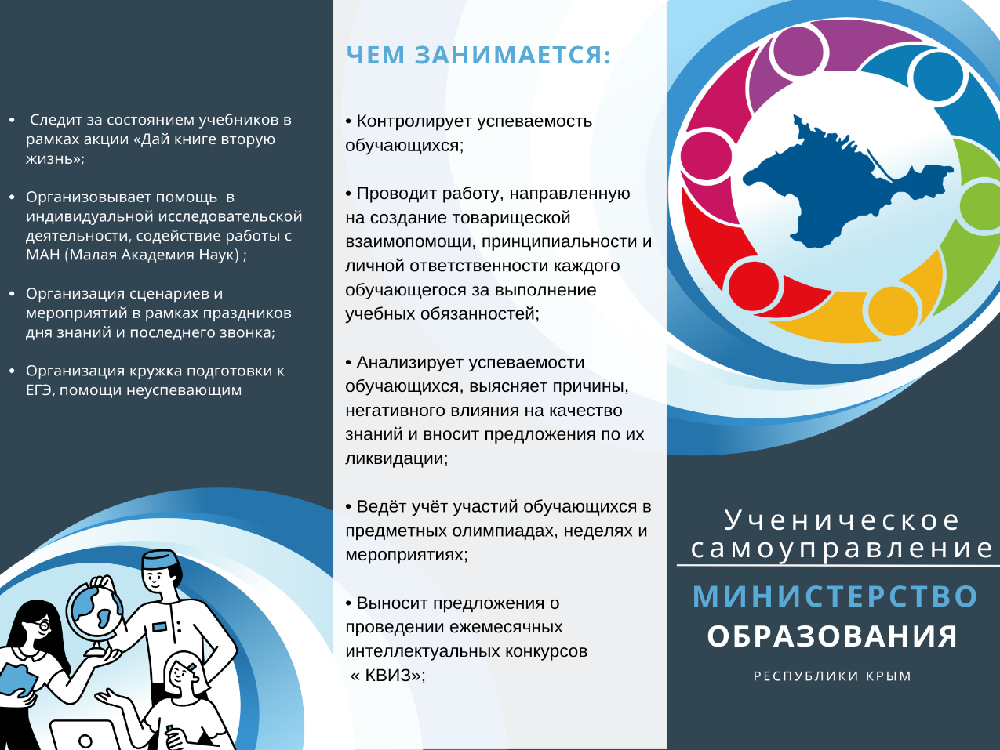 • Следит за состоянием учебников в
рамках акции «Дай книге вторую
жизнь»;
• Организовывает помощь в
индивидуальной исследовательской
деятельности, содействие работы с
МАН (Малая Академия Наук) ;
• Организация сценариев и
мероприятий в рамках праздников
дня знаний и последнего звонка;
• Организация кружка подготовки к
ЕГЭ, помощи неуспевающим
ЧЕМ ЗАНИМАЕТСЯ:
• Контролирует успеваемость
обучающихся;
• Проводит работу, направленную
на создание товарищеской
взаимопомощи, принципиальности и
личной ответственности каждого
обучающегося за выполнение
учебных обязанностей;
• Анализирует успеваемости
обучающихся, выясняет причины,
негативного влияния на качество
знаний и вносит предложения по их
ликвидации;
• Ведёт учёт участий обучающихся в
предметных олимпиадах, неделях и
мероприятиях;
• Выносит предложения о
проведении ежемесячных
интеллектуальных конкурсов
« КВИЗ»;
Ученическое
самоуправление
МИНИСТЕРСТВО
ОБРАЗОВАНИЯ
РЕСПУБЛИКИ КРЫМ